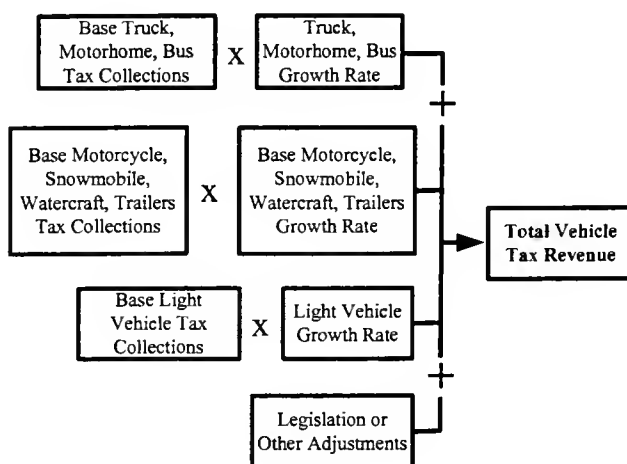 Base Truck,
Motorhome, Bus
Tax Collections
X
Truck,
Motorhome, Bus
Growth Rate
+
Base Motorcycle,
Snowmobile,
Watercraft, Trailers
Tax Collections
X
Base Motorcycle,
Snowmobile,
Watercraft, Trailers
Growth Rate
Total Vehicle
Tax Revenue
Base Light
Vehicle Tax
Collections
X
Light Vehicle
Growth Rate
+
Legislation or
Other Adjustments